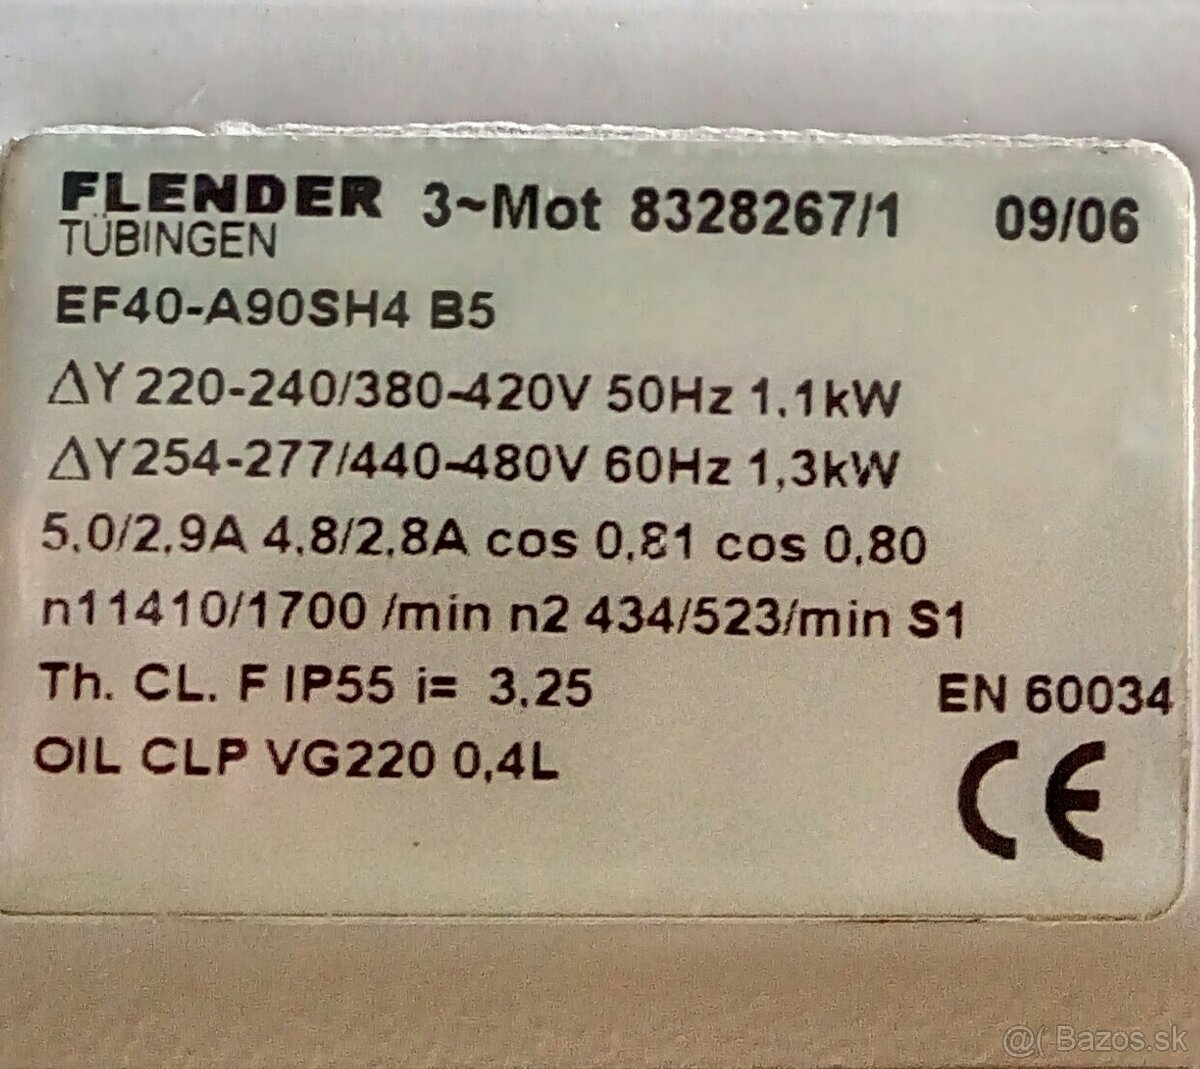 FLENDER 3~Mot 8328267/1 09/06
TÜBINGEN
EF40-A90SH4 B5
ΔY 220-240/380-420V 50Hz 1.1kW
ΔY254-277/440-480V 60Hz 1,3kW
5.0/2.9A 4.8/2.8A cos 0.81 cos 0,80
n11410/1700 /min n2 434/523/min S1
Th. CL. F IP55 i= 3.25
EN 60034
OIL CLP VG220 0,4L
CE
@( Bazos.sk